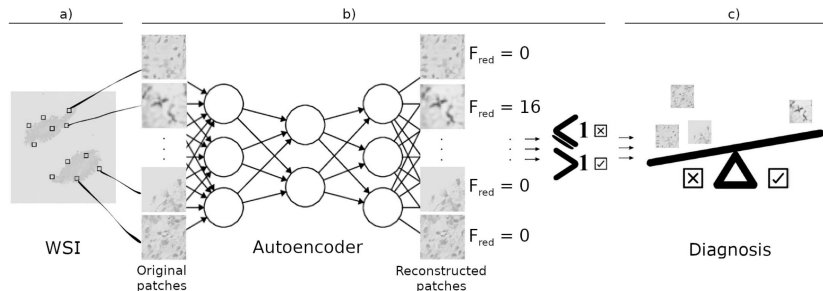 a)
b)
c)
F_red = 0
F_red = 16
< 1 ☒
> 1 ☑
F_red = 0
F_red = 0
☒ ☑
WSI
Autoencoder
Diagnosis
Original
patches
Reconstructed
patches